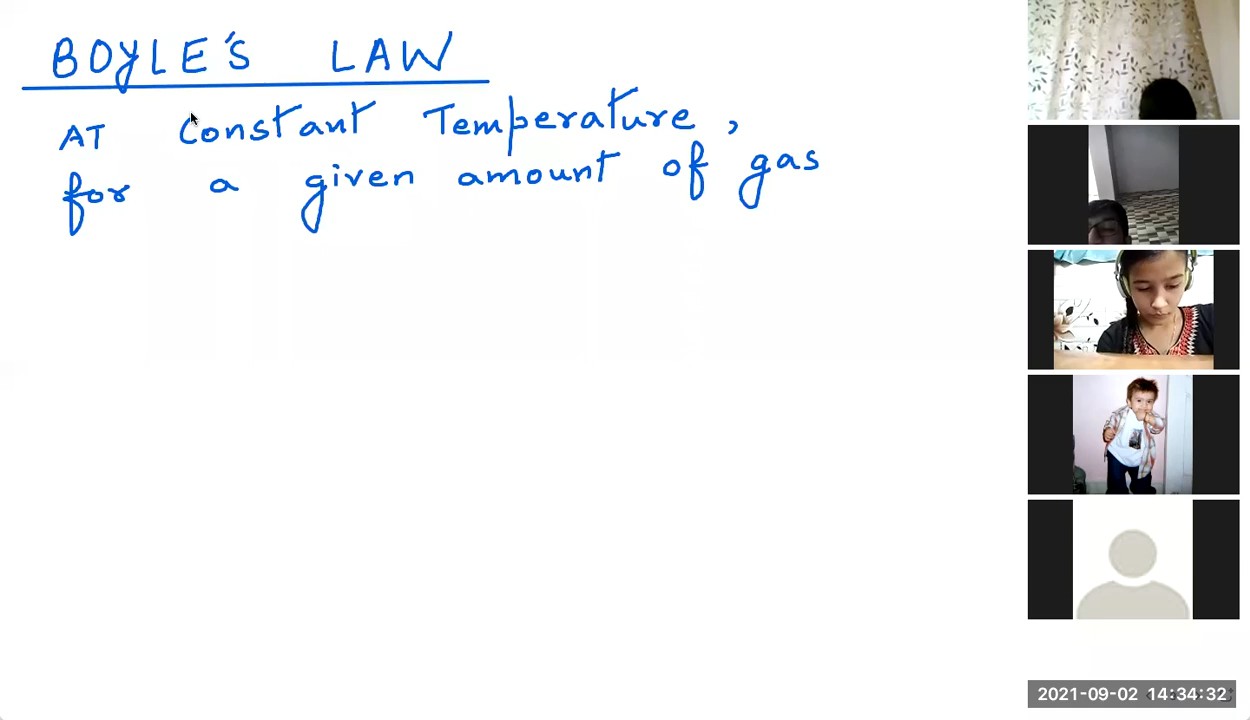 BOYLE'S LAW
AT Constant Temperature,
for a given amount of gas
2021-09-02 14:34:32